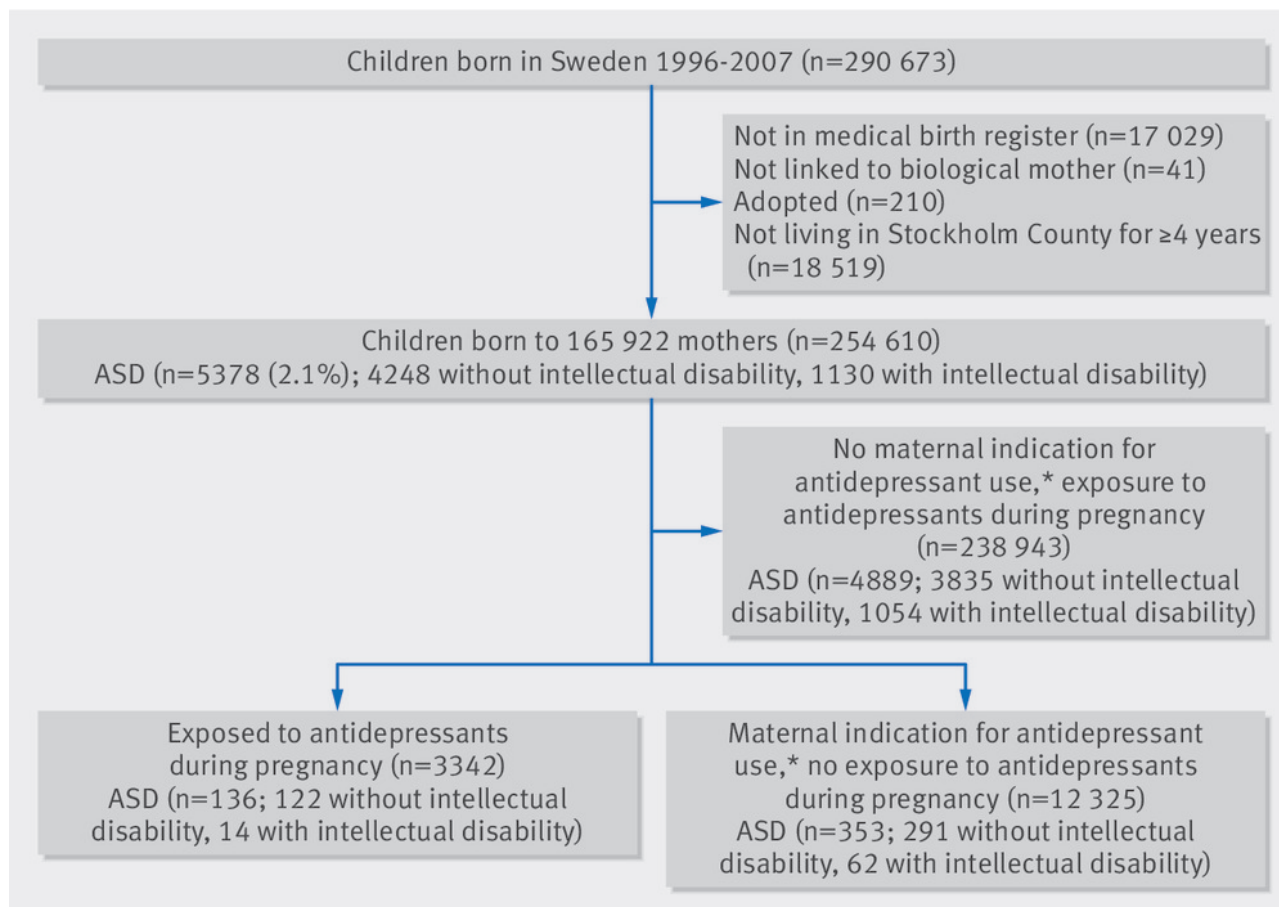 Children born in Sweden 1996-2007 (n=290 673)
Not in medical birth register (n=17 029)
Not linked to biological mother (n=41)
Adopted (n=210)
Not living in Stockholm County for ≥4 years
(n=18 519)
Children born to 165 922 mothers (n=254 610)
ASD (n=5378 (2.1%); 4248 without intellectual disability, 1130 with intellectual disability)
No maternal indication for
antidepressant use,* exposure to
antidepressants during pregnancy
(n=238 943)
ASD (n=4889; 3835 without intellectual
disability, 1054 with intellectual disability)
Exposed to antidepressants
during pregnancy (n=3342)
ASD (n=136; 122 without intellectual
disability, 14 with intellectual disability)
Maternal indication for antidepressant
use,* no exposure to antidepressants
during pregnancy (n=12 325)
ASD (n=353; 291 without intellectual
disability, 62 with intellectual disability)